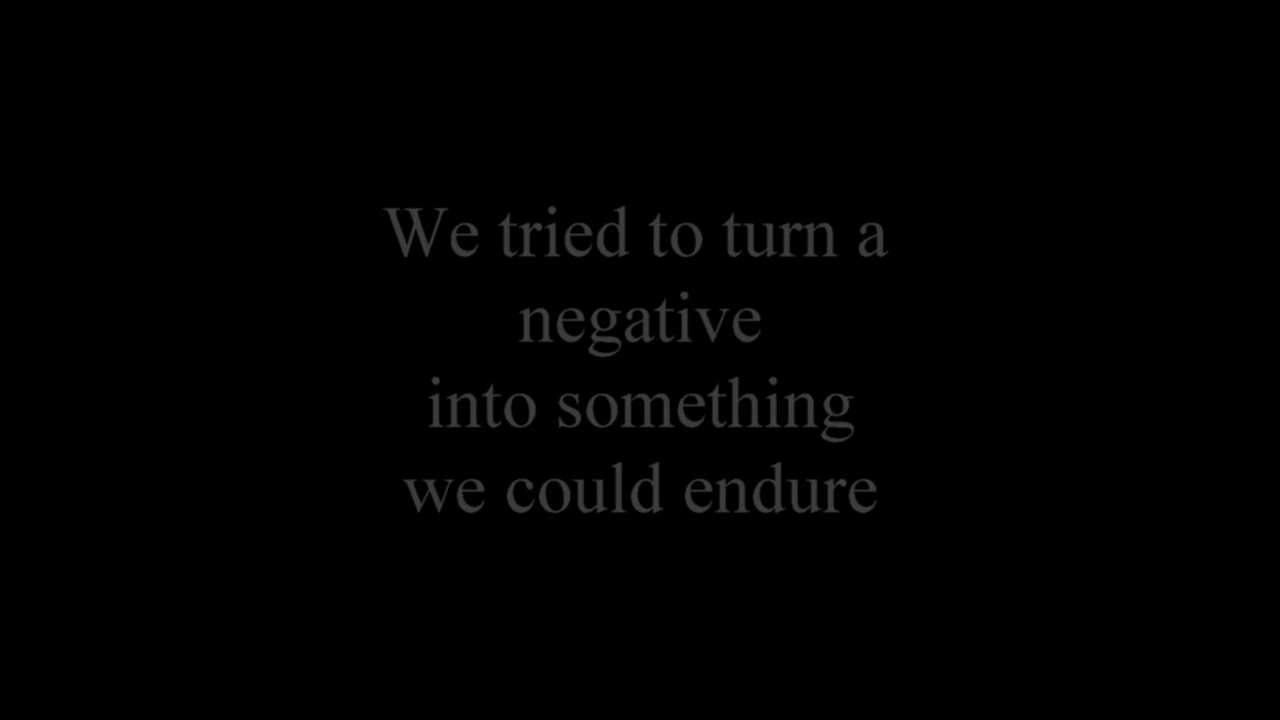 We tried to turn a
negative
into something
we could endure